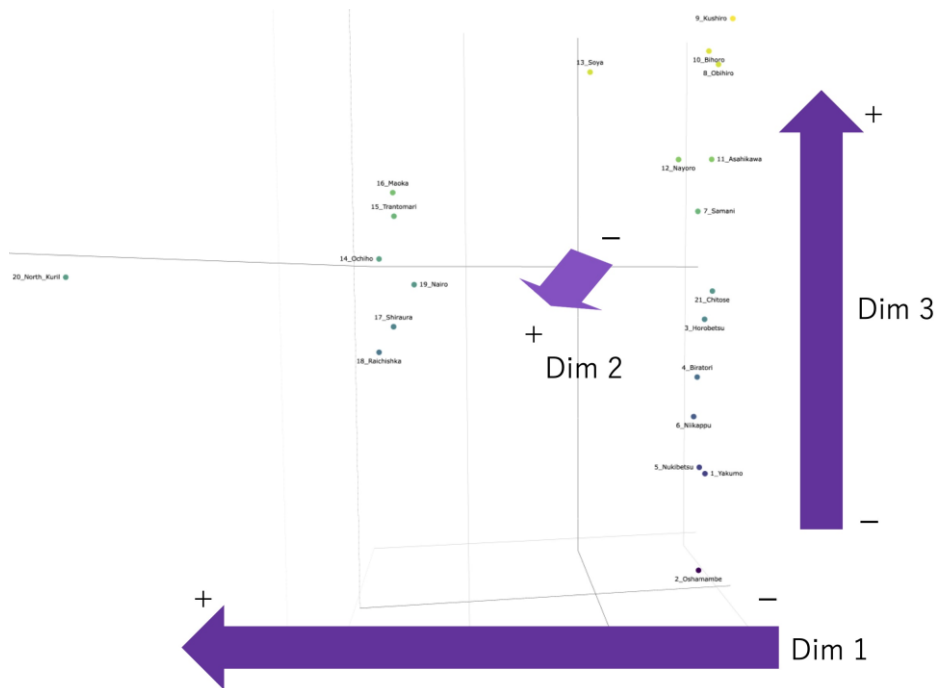 9_Kushiro
10_Bihoro
8_Obihiro
13_Soya
+
12_Nayoro
11_Asahikawa
16_Maoka
15_Trantomari
7_Samani
−
14_Ochiho
20_North_Kuril
19_Nairo
21_Chitose
Dim 3
17_Shiraura
3_Horobetsu
+
18_Raichishka
Dim 2
4_Biratori
6_Niikappu
5_Nukibetsu
1_Yakumo
−
2_Oshamambe
+
−
Dim 1